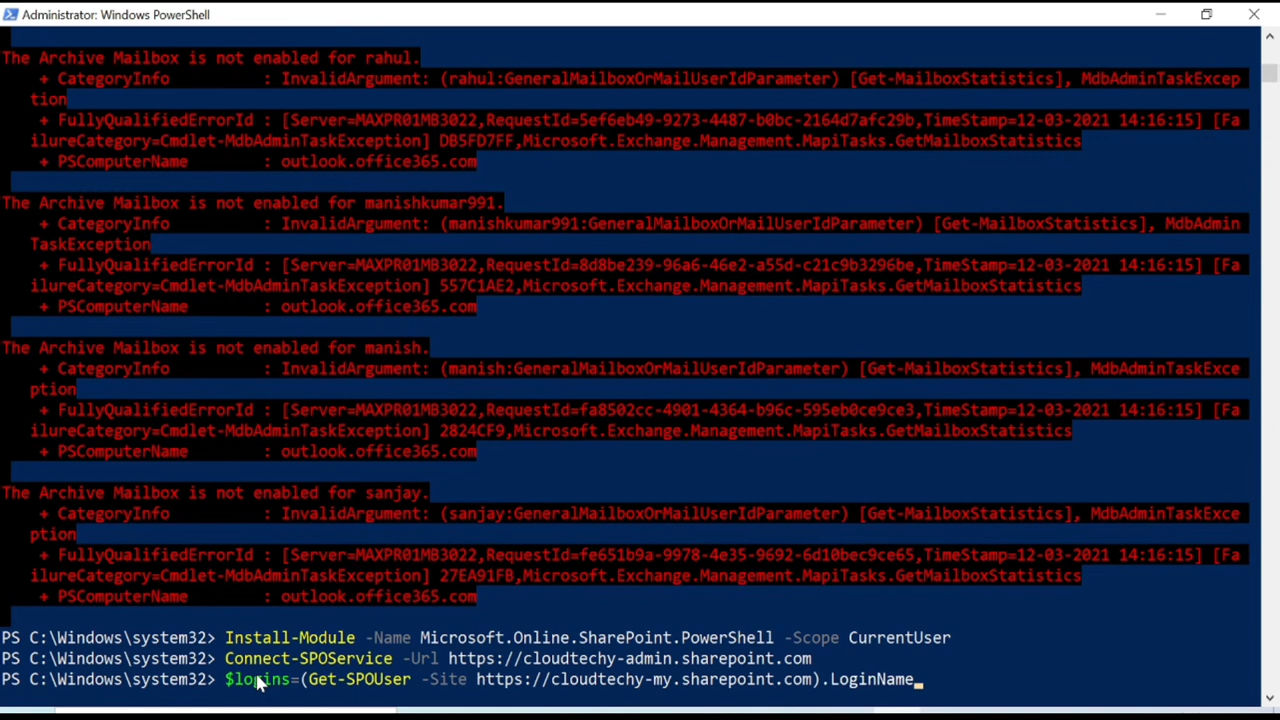 Administrator: Windows PowerShell
The Archive Mailbox is not enabled for rahul.
+ CategoryInfo : InvalidArgument: (rahul:GeneralMailboxOrMailUserIdParameter) [Get-MailboxStatistics], MdbAdminTaskExcep
tion
+ FullyQualifiedErrorId : [Server=MAXPR01MB3022,RequestId=5ef6eb49-9273-4487-b0bc-2164d7afc29b,TimeStamp=12-03-2021 14:16:15] [Fa
ilureCategory=Cmdlet-MdbAdminTaskException] DB5FD7FF,Microsoft.Exchange.Management.MapiTasks.GetMailboxStatistics
+ PSComputerName : outlook.office365.com
The Archive Mailbox is not enabled for manishkumar991.
+ CategoryInfo : InvalidArgument: (manishkumar991:GeneralMailboxOrMailUserIdParameter) [Get-MailboxStatistics], MdbAdmin
TaskException
+ FullyQualifiedErrorId : [Server=MAXPR01MB3022,RequestId=8d8be239-96a6-46e2-a55d-c21c9b3296be,TimeStamp=12-03-2021 14:16:15] [Fa
ilureCategory=Cmdlet-MdbAdminTaskException] 557C1AE2,Microsoft.Exchange.Management.MapiTasks.GetMailboxStatistics
+ PSComputerName : outlook.office365.com
The Archive Mailbox is not enabled for manish.
+ CategoryInfo : InvalidArgument: (manish:GeneralMailboxOrMailUserIdParameter) [Get-MailboxStatistics], MdbAdminTaskExce
ption
+ FullyQualifiedErrorId : [Server=MAXPR01MB3022,RequestId=fa8502cc-4901-4364-b96c-595eb0ce9ce3,TimeStamp=12-03-2021 14:16:15] [Fa
ilureCategory=Cmdlet-MdbAdminTaskException] 2824CF9,Microsoft.Exchange.Management.MapiTasks.GetMailboxStatistics
+ PSComputerName : outlook.office365.com
The Archive Mailbox is not enabled for sanjay.
+ CategoryInfo : InvalidArgument: (sanjay:GeneralMailboxOrMailUserIdParameter) [Get-MailboxStatistics], MdbAdminTaskExce
ption
+ FullyQualifiedErrorId : [Server=MAXPR01MB3022,RequestId=fe651b9a-9978-4e35-9692-6d10bec9ce65,TimeStamp=12-03-2021 14:16:15] [Fa
ilureCategory=Cmdlet-MdbAdminTaskException] 27EA91FB,Microsoft.Exchange.Management.MapiTasks.GetMailboxStatistics
+ PSComputerName : outlook.office365.com
PS C:\Windows\system32> Install-Module -Name Microsoft.Online.SharePoint.PowerShell -Scope CurrentUser
PS C:\Windows\system32> Connect-SPOService -Url https://cloudtechy-admin.sharepoint.com
PS C:\Windows\system32> $logins=(Get-SPOUser -Site https://cloudtechy-my.sharepoint.com).LoginName_